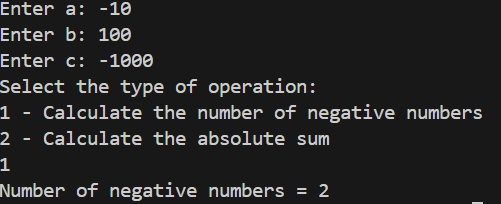 Enter a: -10
Enter b: 100
Enter c: -1000
Select the type of operation:
1 - Calculate the number of negative numbers
2 - Calculate the absolute sum
1
Number of negative numbers = 2